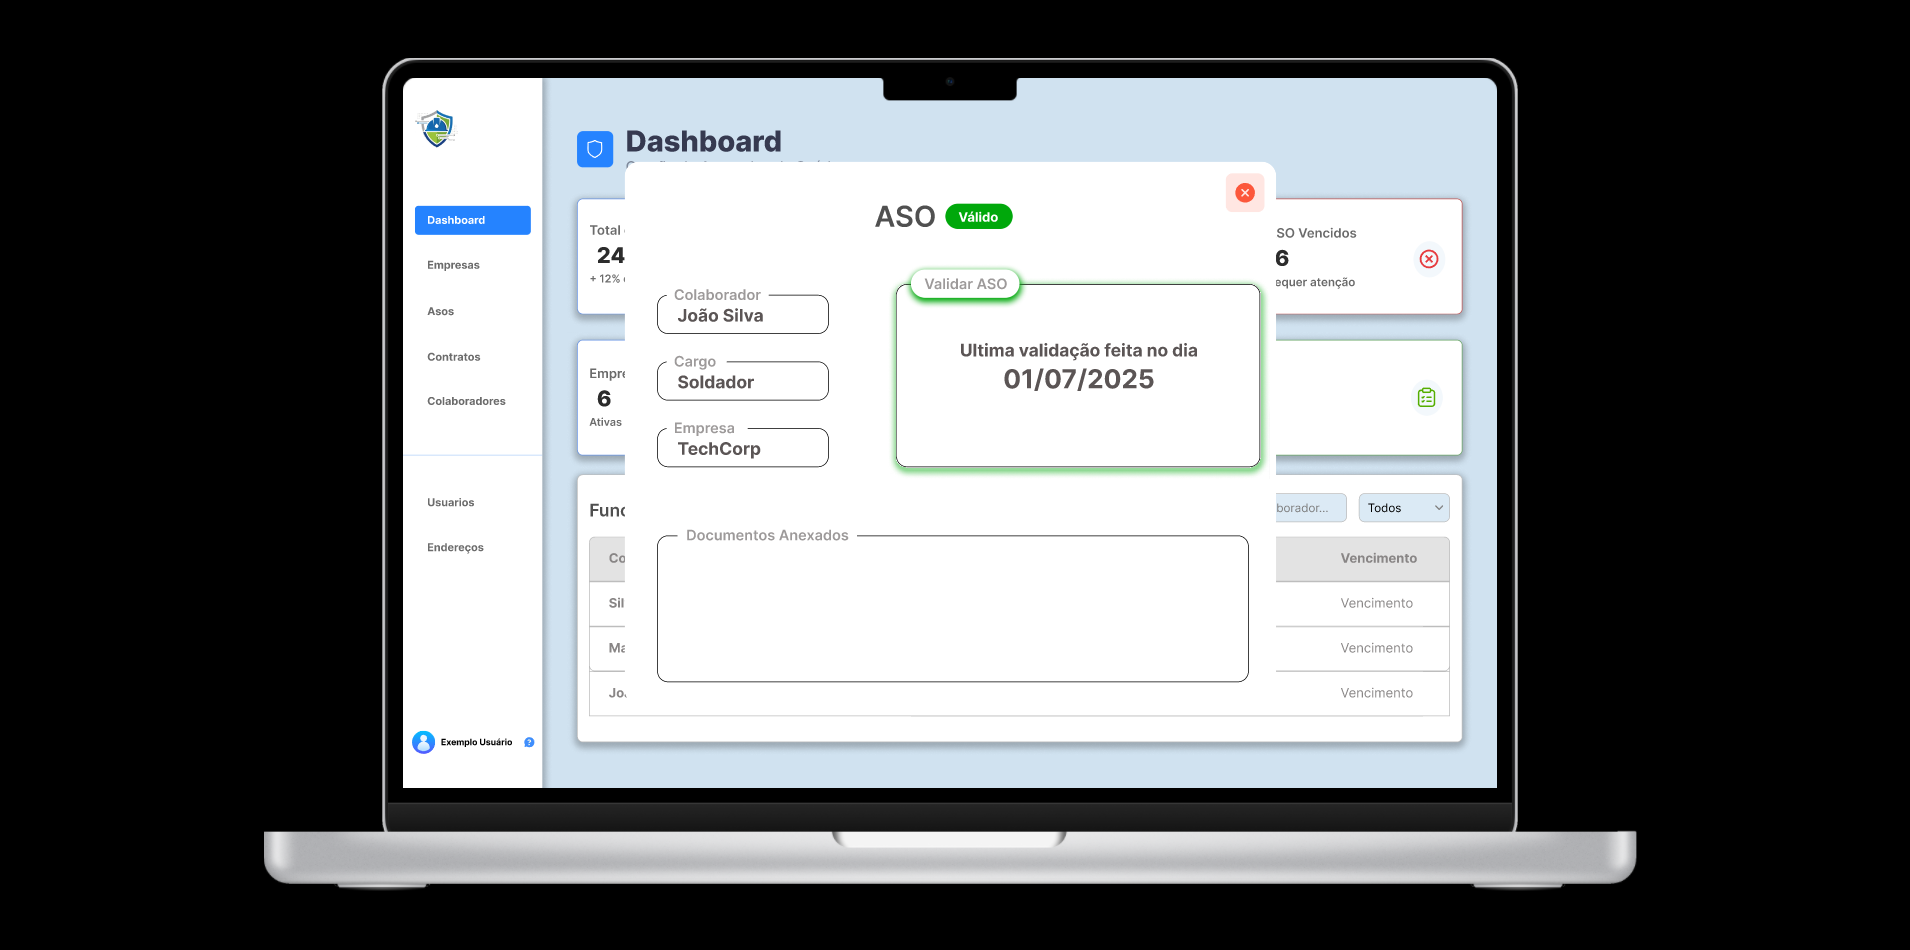 Dashboard
Empresas
Asos
Contratos
Colaboradores
Usuarios
Endereços
Exemplo Usuário
?
Dashboard
Total
24
+ 12%
SO Vencidos
6
equer atenção
Empre
6
Ativas
Func
borador...
Todos
Co
Vencimento
Sil
Vencimento
Ma
Vencimento
Jo
Vencimento
ASO Válido
Colaborador
João Silva
Cargo
Soldador
Empresa
TechCorp
Validar ASO
Ultima validação feita no dia
01/07/2025
Documentos Anexados